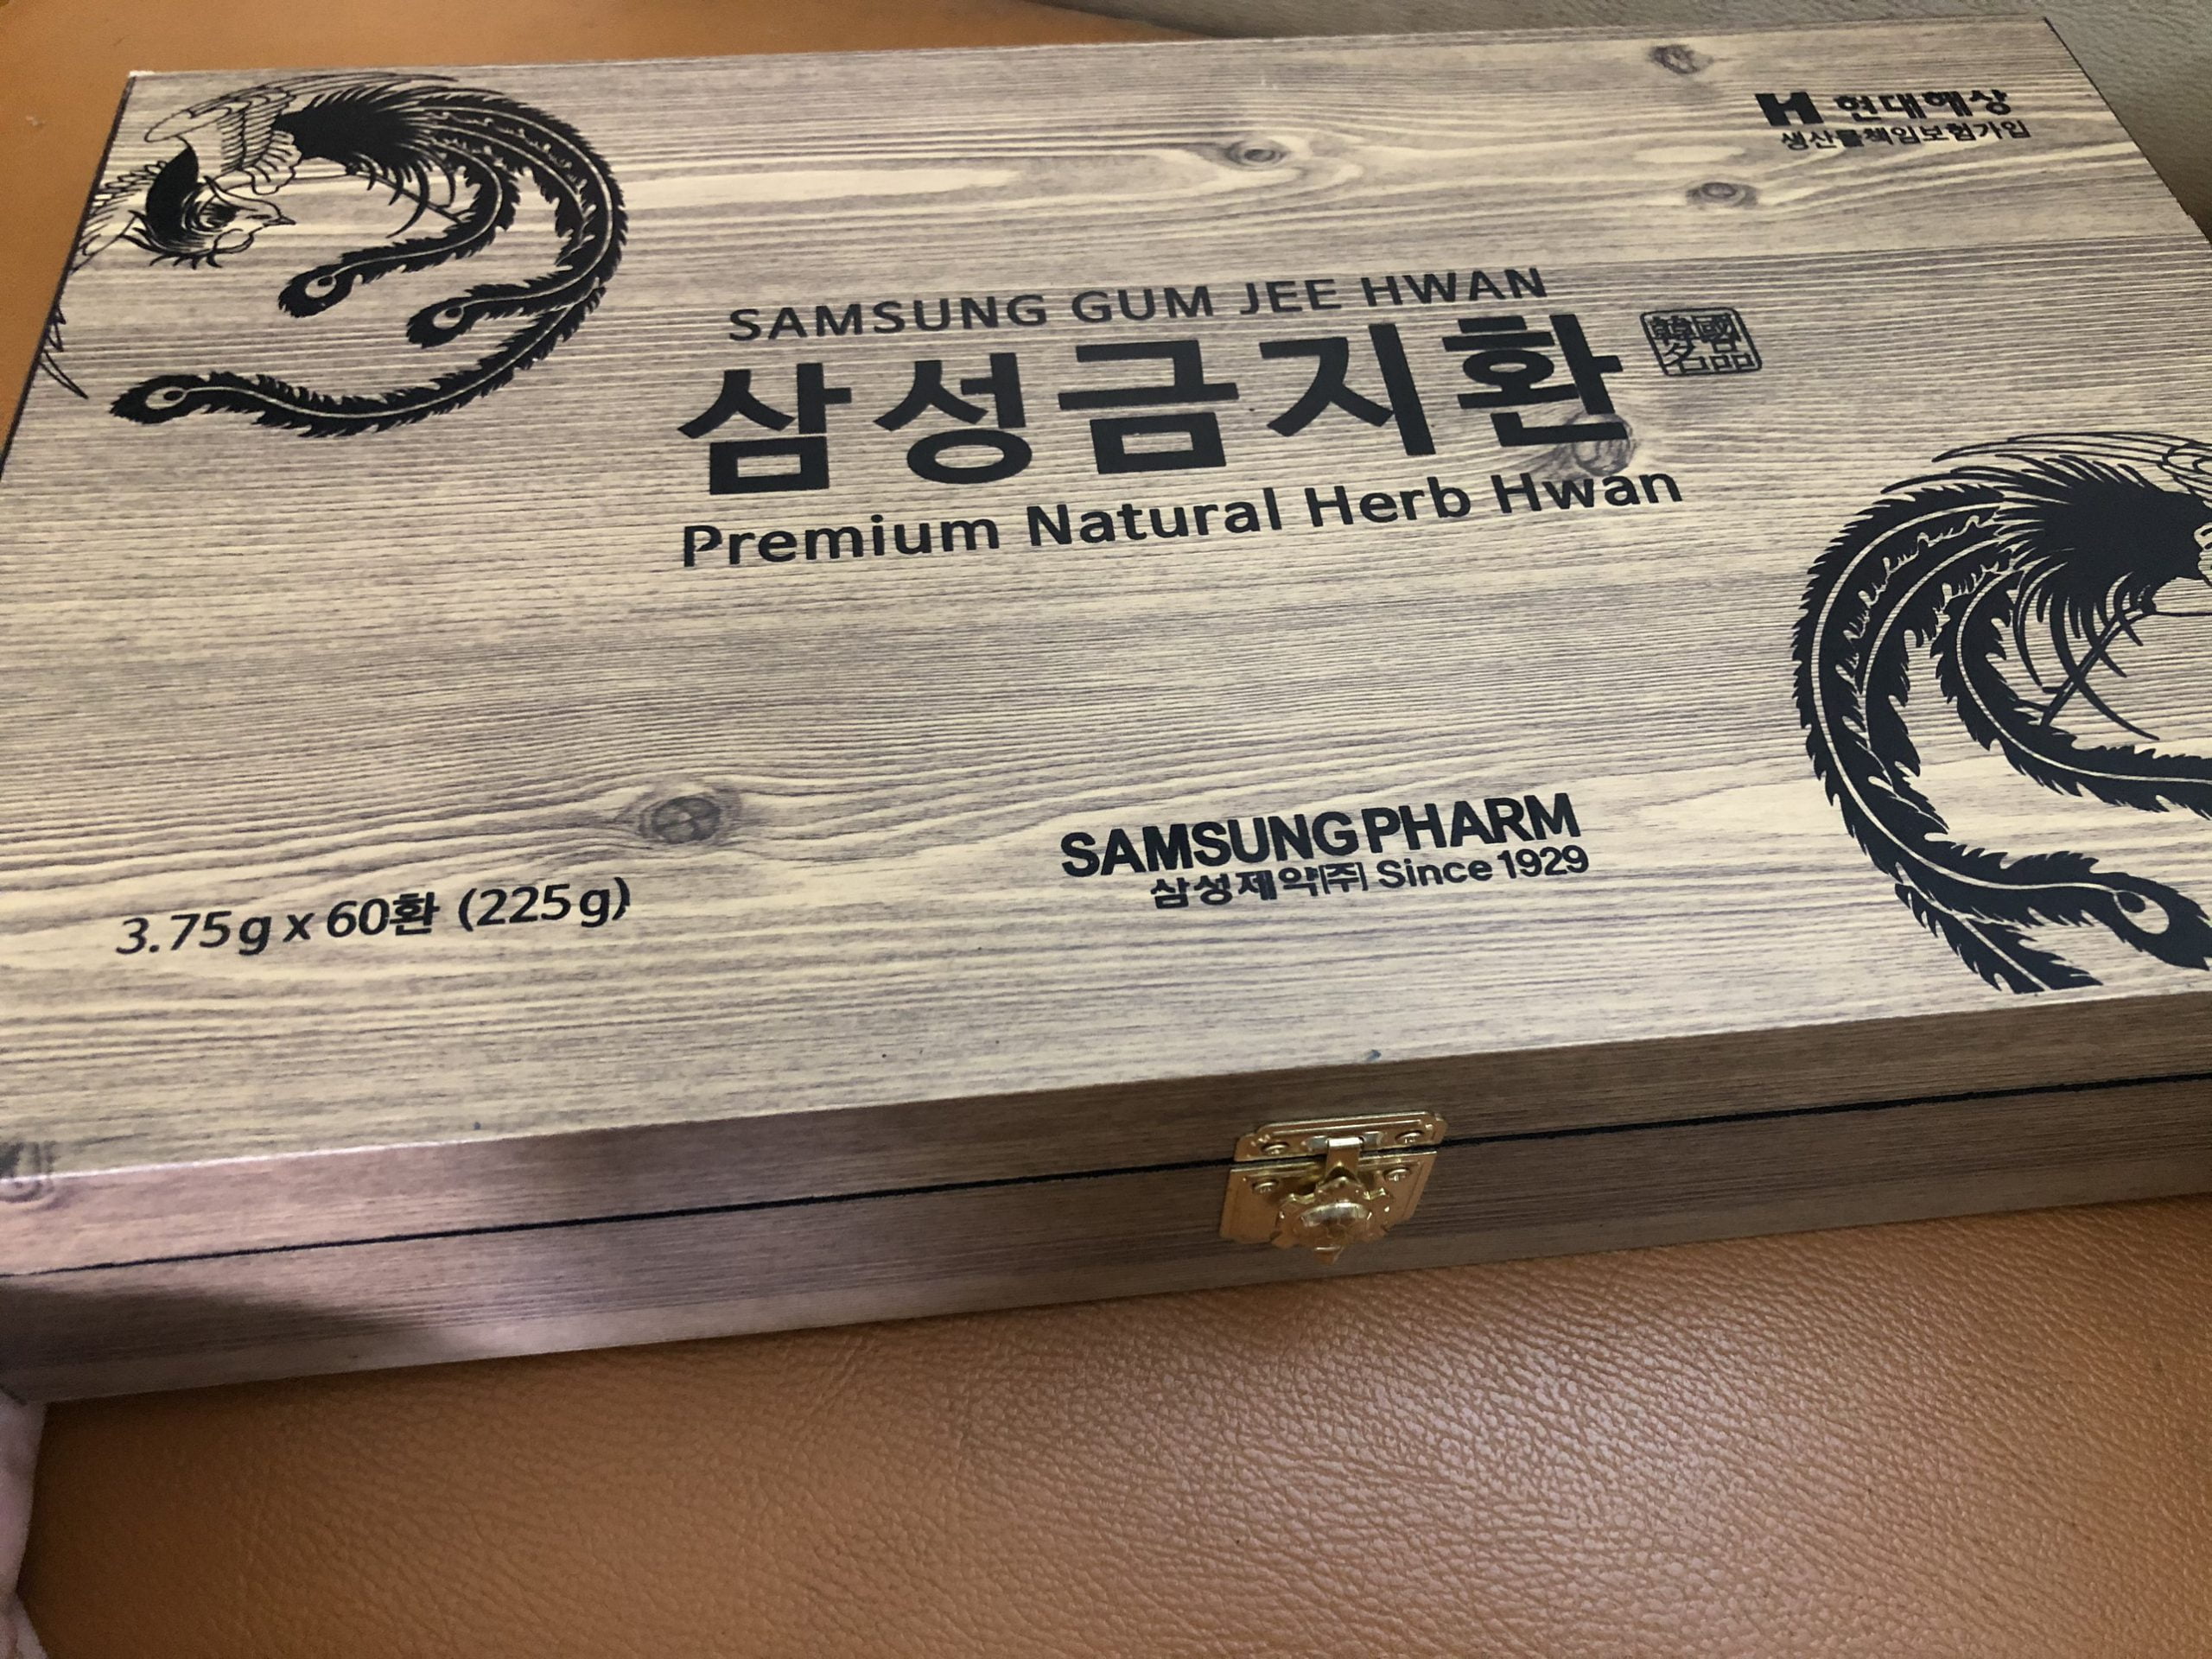 H 현대해상
생산물책임보험가입
SAMSUNG GUM JEE HWAN
삼성금지환
韓國
名品
Premium Natural Herb Hwan
SAMSUNG PHARM
삼성제약(주) Since 1929
3.75g x 60환 (225g)